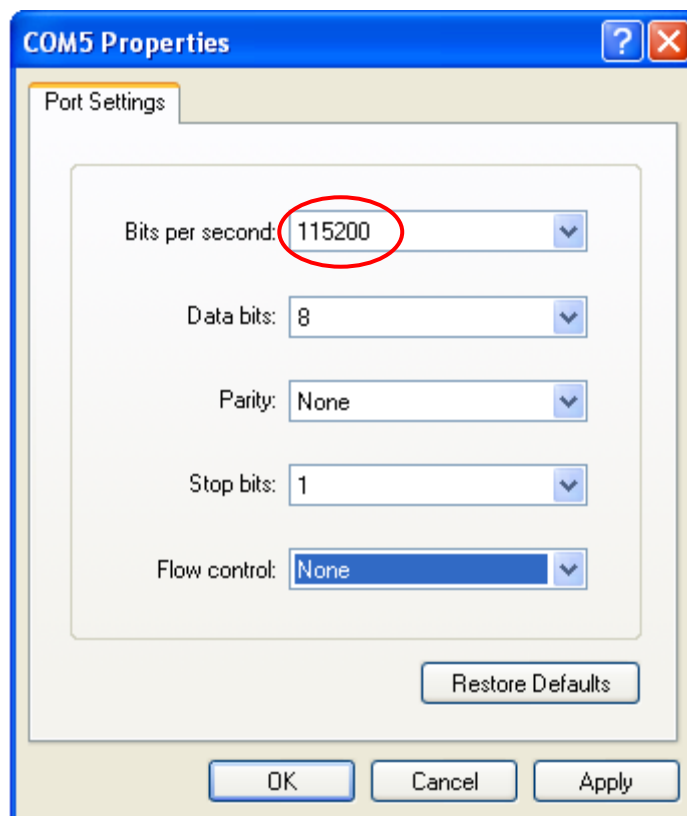 COM5 Properties
?
Port Settings
Bits per second: 115200
Data bits: 8
Parity: None
Stop bits: 1
Flow control: None
Restore Defaults
OK Cancel Apply